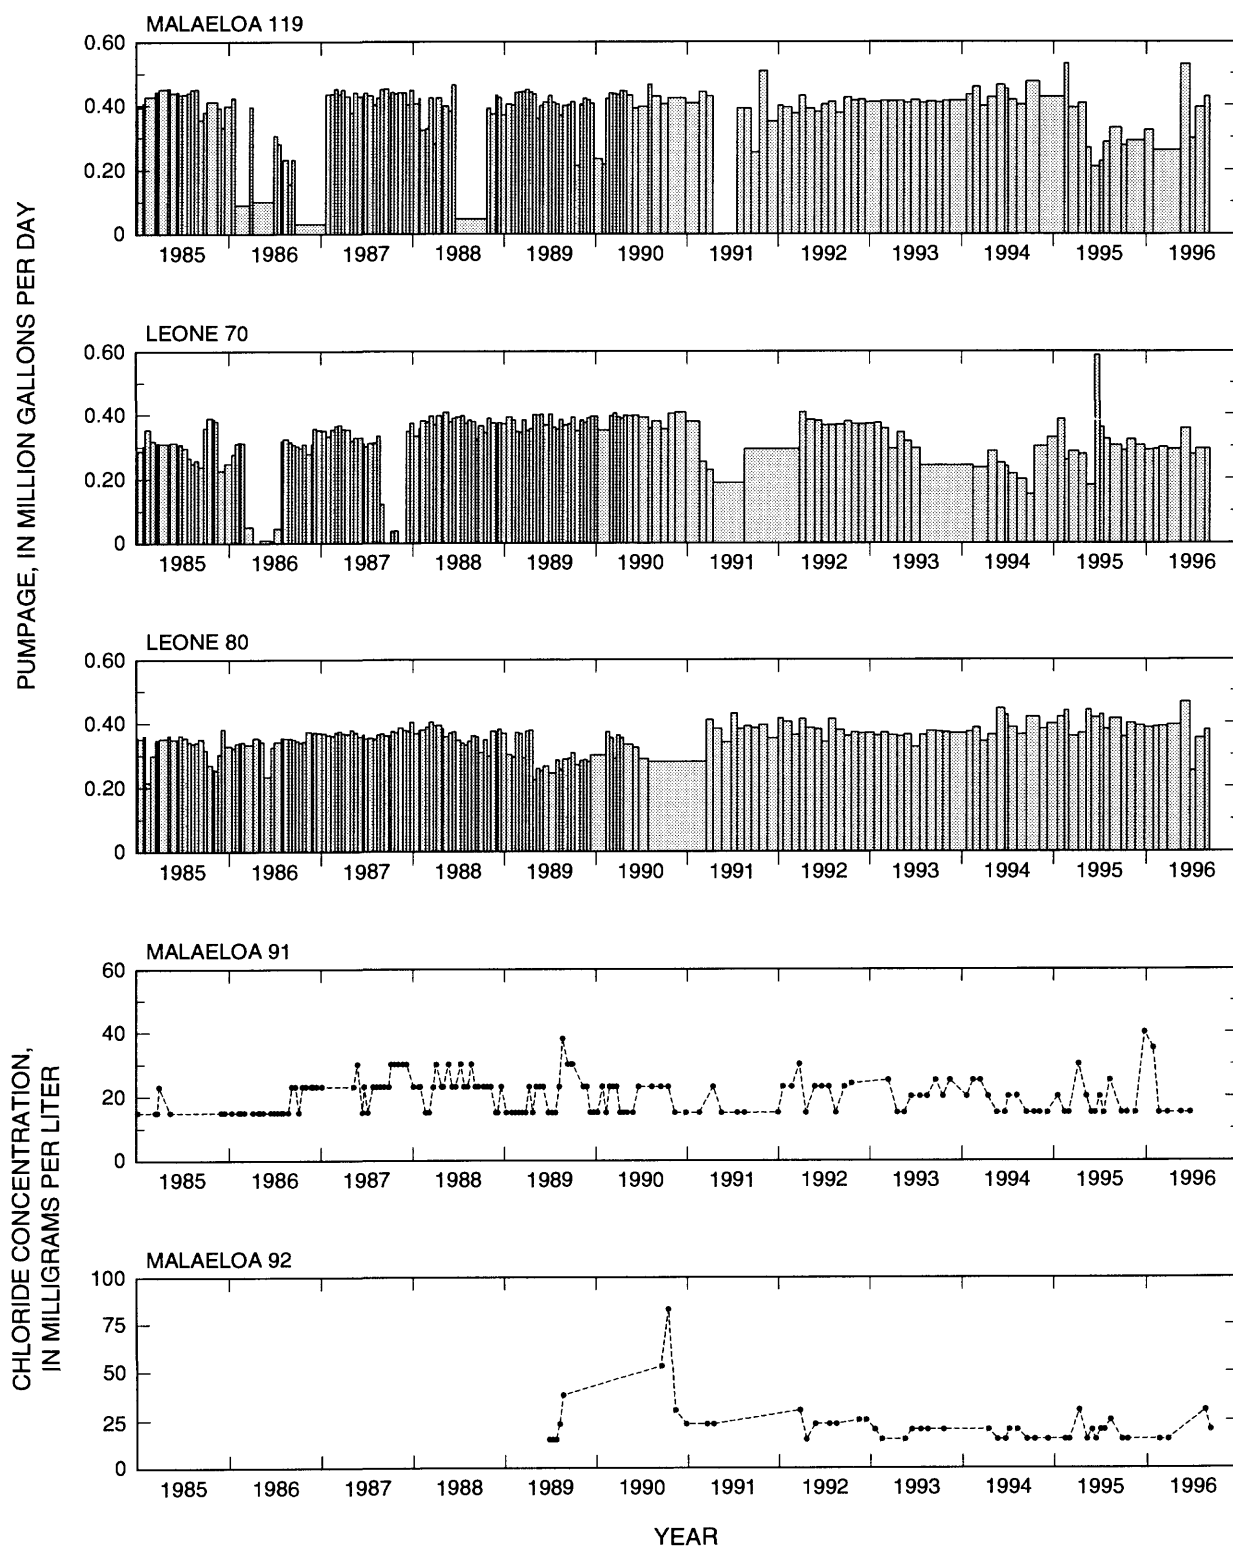 MALAELOA 119
0.60
0.40
0.20
0
1985 1986 1987 1988 1989 1990 1991 1992 1993 1994 1995 1996
PUMPAGE, IN MILLION GALLONS PER DAY
LEONE 70
0.60
0.40
0.20
0
1985 1986 1987 1988 1989 1990 1991 1992 1993 1994 1995 1996
LEONE 80
0.60
0.40
0.20
0
1985 1986 1987 1988 1989 1990 1991 1992 1993 1994 1995 1996
MALAELOA 91
60
40
20
0
1985 1986 1987 1988 1989 1990 1991 1992 1993 1994 1995 1996
CHLORIDE CONCENTRATION,
IN MILLIGRAMS PER LITER
MALAELOA 92
100
75
50
25
0
1985 1986 1987 1988 1989 1990 1991 1992 1993 1994 1995 1996
YEAR